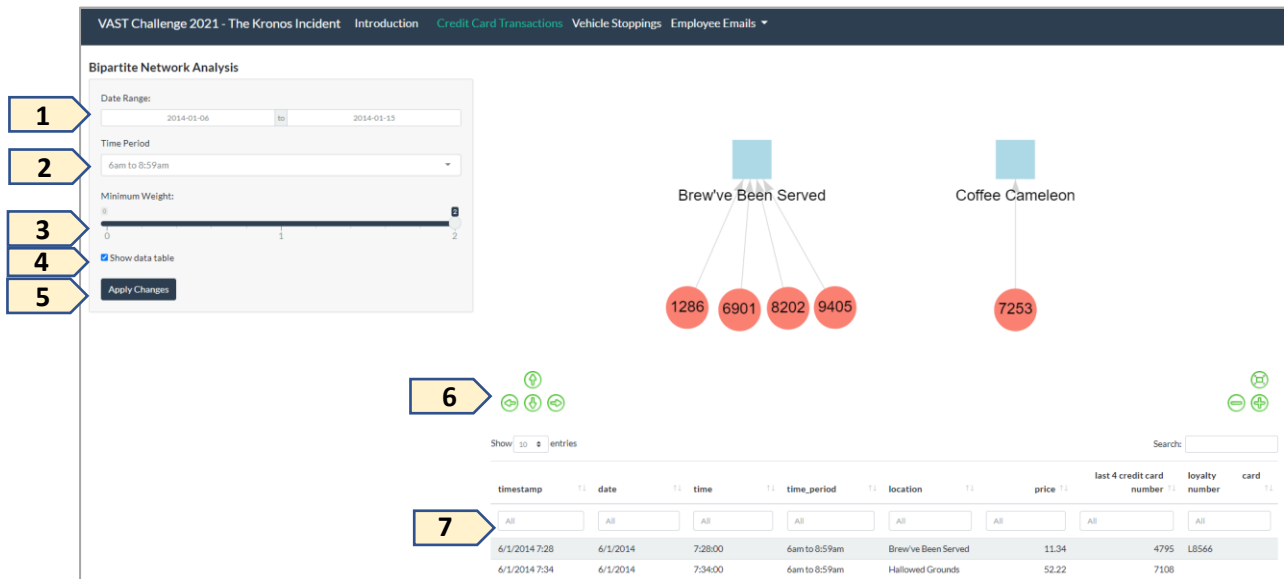 VAST Challenge 2021 - The Kronos Incident Introduction Credit Card Transactions Vehicle Stoppings Employee Emails
Bipartite Network Analysis
Date Range:
1
2014-01-06 to 2014-01-13
Time Period
2
6am to 8:59am
Minimum Weight:
0 2
3
0 1 2
4
Show data table
5
Apply Changes
Brew've Been Served Coffee Cameleon
1286 6901 8202 9405 7253
6
Show 10 entries Search:
timestamp date time time_period location price last 4 credit card number loyalty card number
7
All All All All All All All All
6/1/2014 7:28 6/1/2014 7:28:00 6am to 8:59am Brew've Been Served 11.34 4795 L8566
6/1/2014 7:34 6/1/2014 7:34:00 6am to 8:59am Hallowed Grounds 52.22 7108